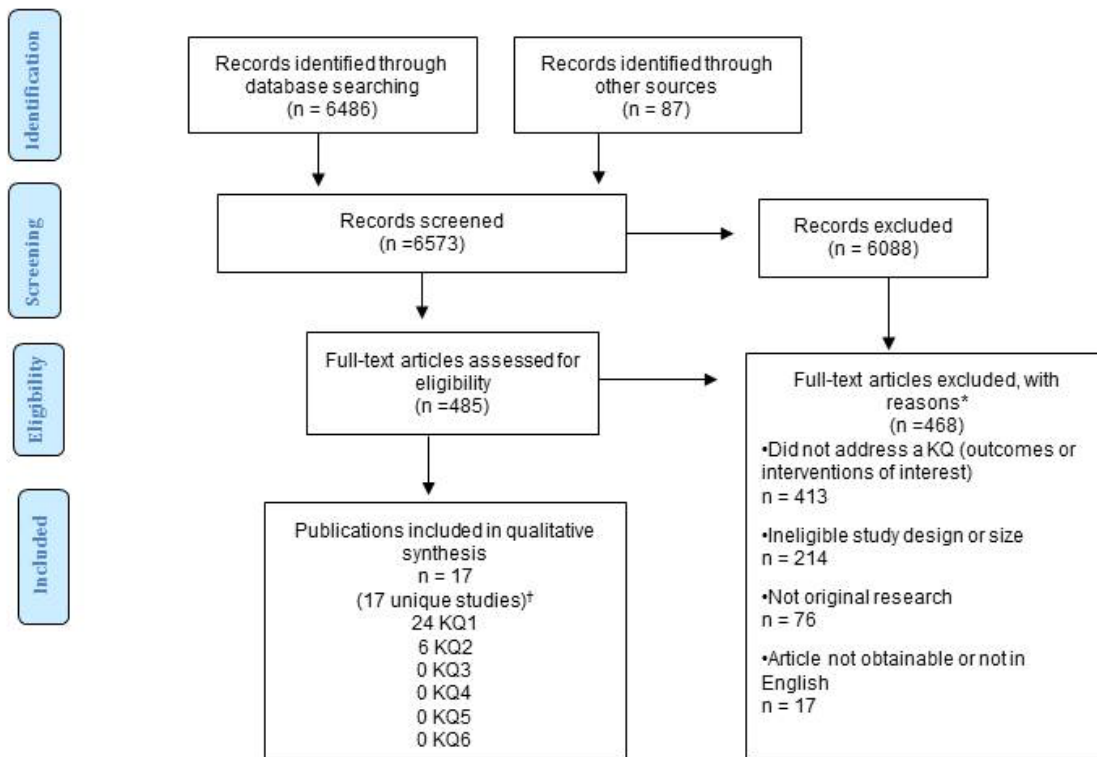 Identification
Records identified through
database searching
(n = 6486)
Records identified through
other sources
(n = 87)
Screening
Records screened
(n =6573)
Records excluded
(n = 6088)
Eligibility
Full-text articles assessed for
eligibility
(n =485)
Full-text articles excluded, with
reasons*
(n =468)
•Did not address a KQ (outcomes or
interventions of interest)
n = 413
•Ineligible study design or size
n = 214
•Not original research
n = 76
•Article not obtainable or not in
English
n = 17
Included
Publications included in qualitative
synthesis
n = 17
(17 unique studies)†
24 KQ1
6 KQ2
0 KQ3
0 KQ4
0 KQ5
0 KQ6